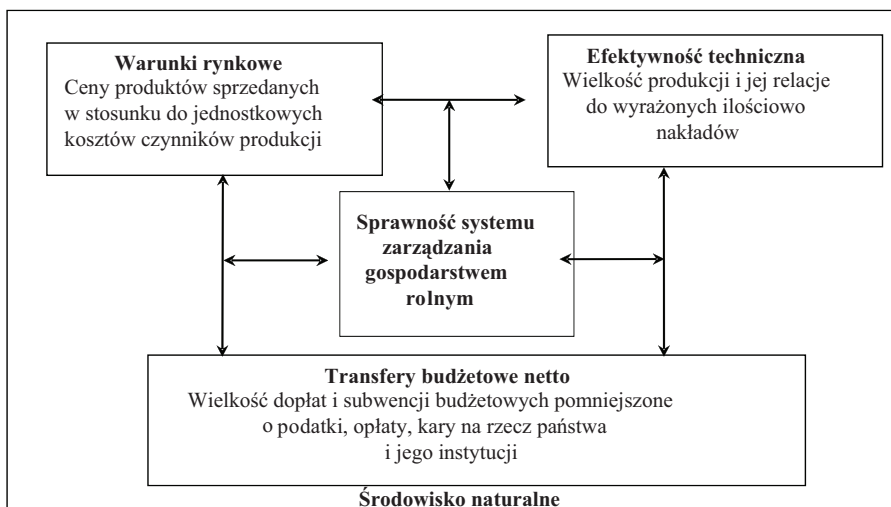 Warunki rynkowe
Ceny produktów sprzedanych
w stosunku do jednostkowych
kosztów czynników produkcji
Efektywność techniczna
Wielkość produkcji i jej relacje
do wyrażonych ilościowo
nakładów
Sprawność systemu
zarządzania
gospodarstwem
rolnym
Transfery budżetowe netto
Wielkość dopłat i subwencji budżetowych pomniejszone
o podatki, opłaty, kary na rzecz państwa
i jego instytucji
Środowisko naturalne